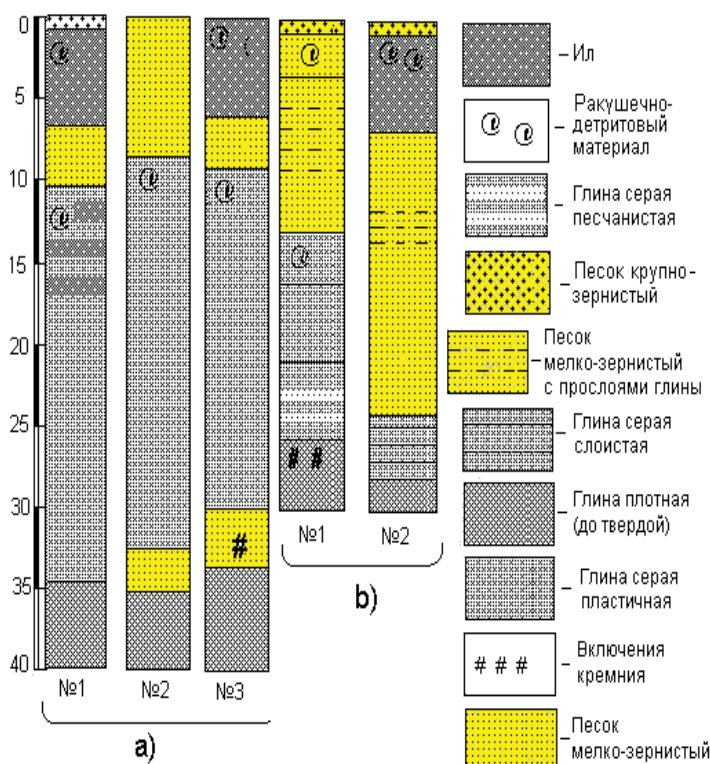 0
5
10
15
20
25
30
35
40
№1
№2
№3
а)
№1
№2
b)
– Ил
Ракушечно-
– детритовый
материал
Глина серая
– песчанистая
Песок крупно-
– зернистый
Песок
– мелко-зернистый
с прослоями глины
Глина серая
– слоистая
Глина плотная
– (до твердой)
Глина серая
– пластичная
# # #
Включения
– кремния
Песок
– мелко-зернистый
# #
#